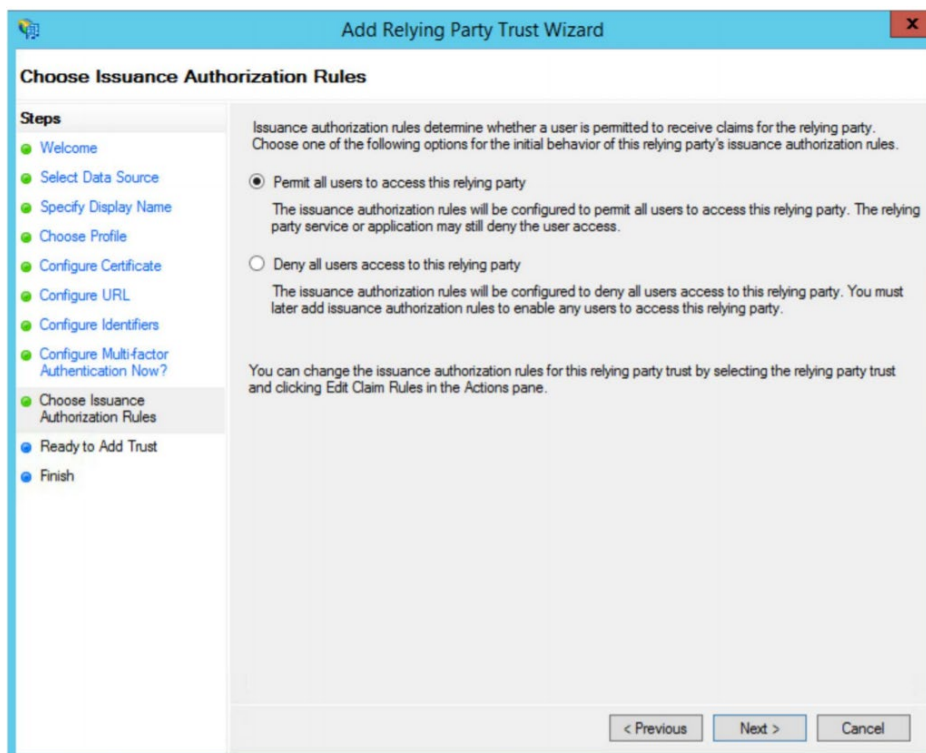 Add Relying Party Trust Wizard
x
Choose Issuance Authorization Rules
Steps
Welcome
Select Data Source
Specify Display Name
Choose Profile
Configure Certificate
Configure URL
Configure Identifiers
Configure Multi-factor
Authentication Now?
Choose Issuance
Authorization Rules
Ready to Add Trust
Finish
Issuance authorization rules determine whether a user is permitted to receive claims for the relying party.
Choose one of the following options for the initial behavior of this relying party's issuance authorization rules.
Permit all users to access this relying party
The issuance authorization rules will be configured to permit all users to access this relying party. The relying
party service or application may still deny the user access.
Deny all users access to this relying party
The issuance authorization rules will be configured to deny all users access to this relying party. You must
later add issuance authorization rules to enable any users to access this relying party.
You can change the issuance authorization rules for this relying party trust by selecting the relying party trust
and clicking Edit Claim Rules in the Actions pane.
< Previous
Next >
Cancel